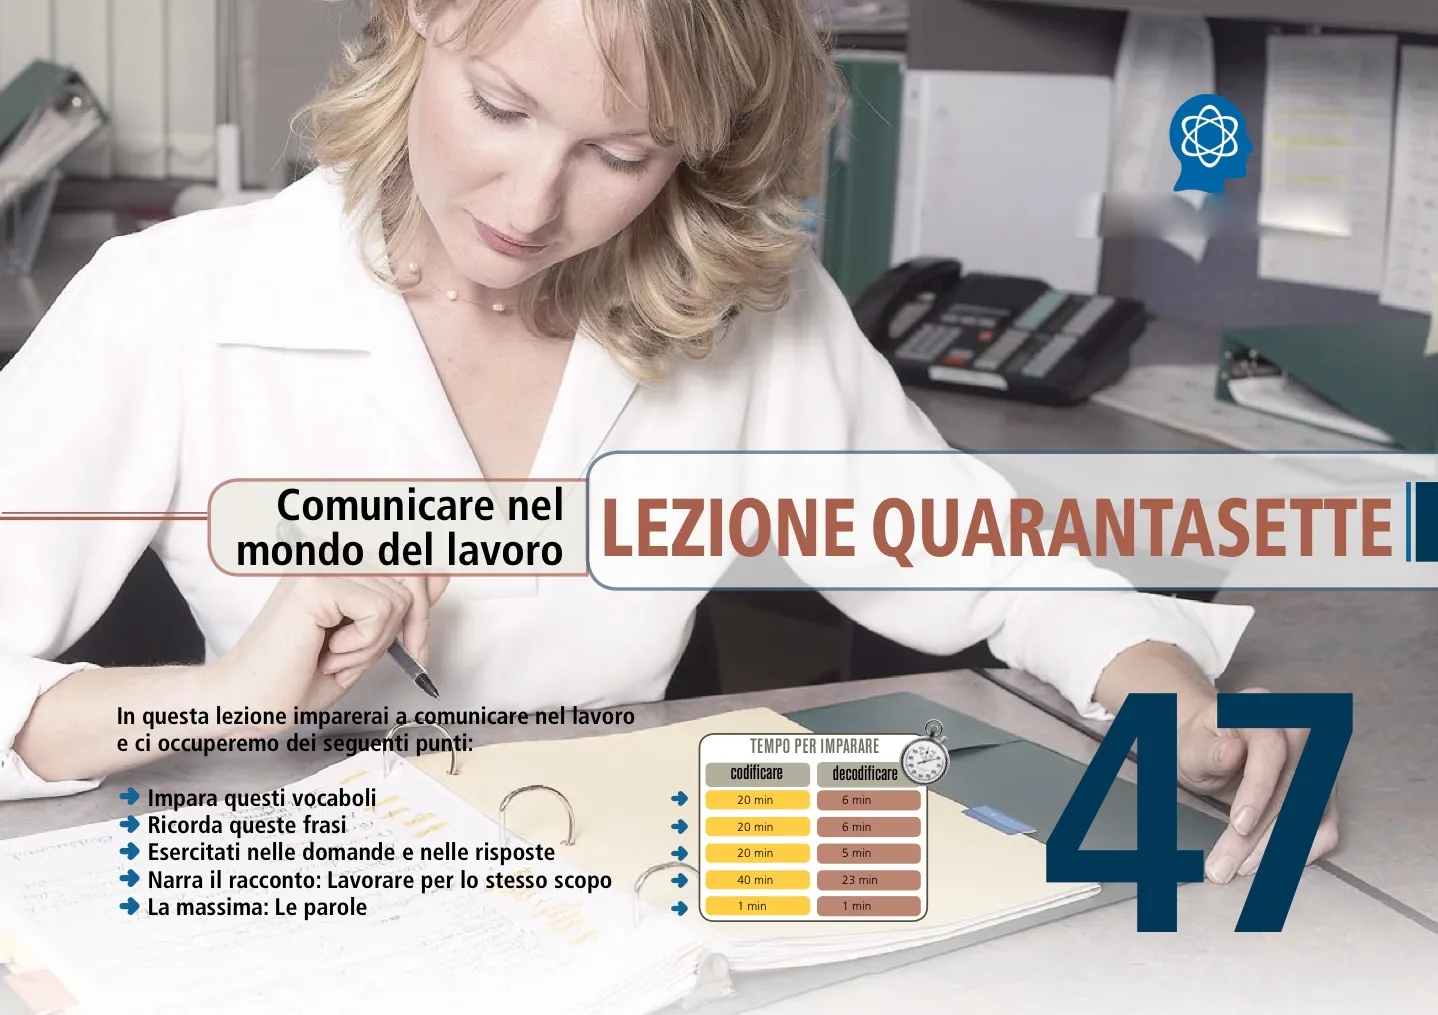 Comunicare nel
mondo del lavoro
LEZIONE QUARANTASETTE
In questa lezione imparerai a comunicare nel lavoro
e ci occuperemo dei seguenti punti:
Impara questi vocaboli
Ricorda queste frasi
Esercitati nelle domande e nelle risposte
Narra il racconto: Lavorare per lo stesso scopo
La massima: Le parole
TEMPO PER IMPARARE
codificare decodificare
20 min 6 min
20 min 6 min
20 min 5 min
40 min 23 min
1 min 1 min
47